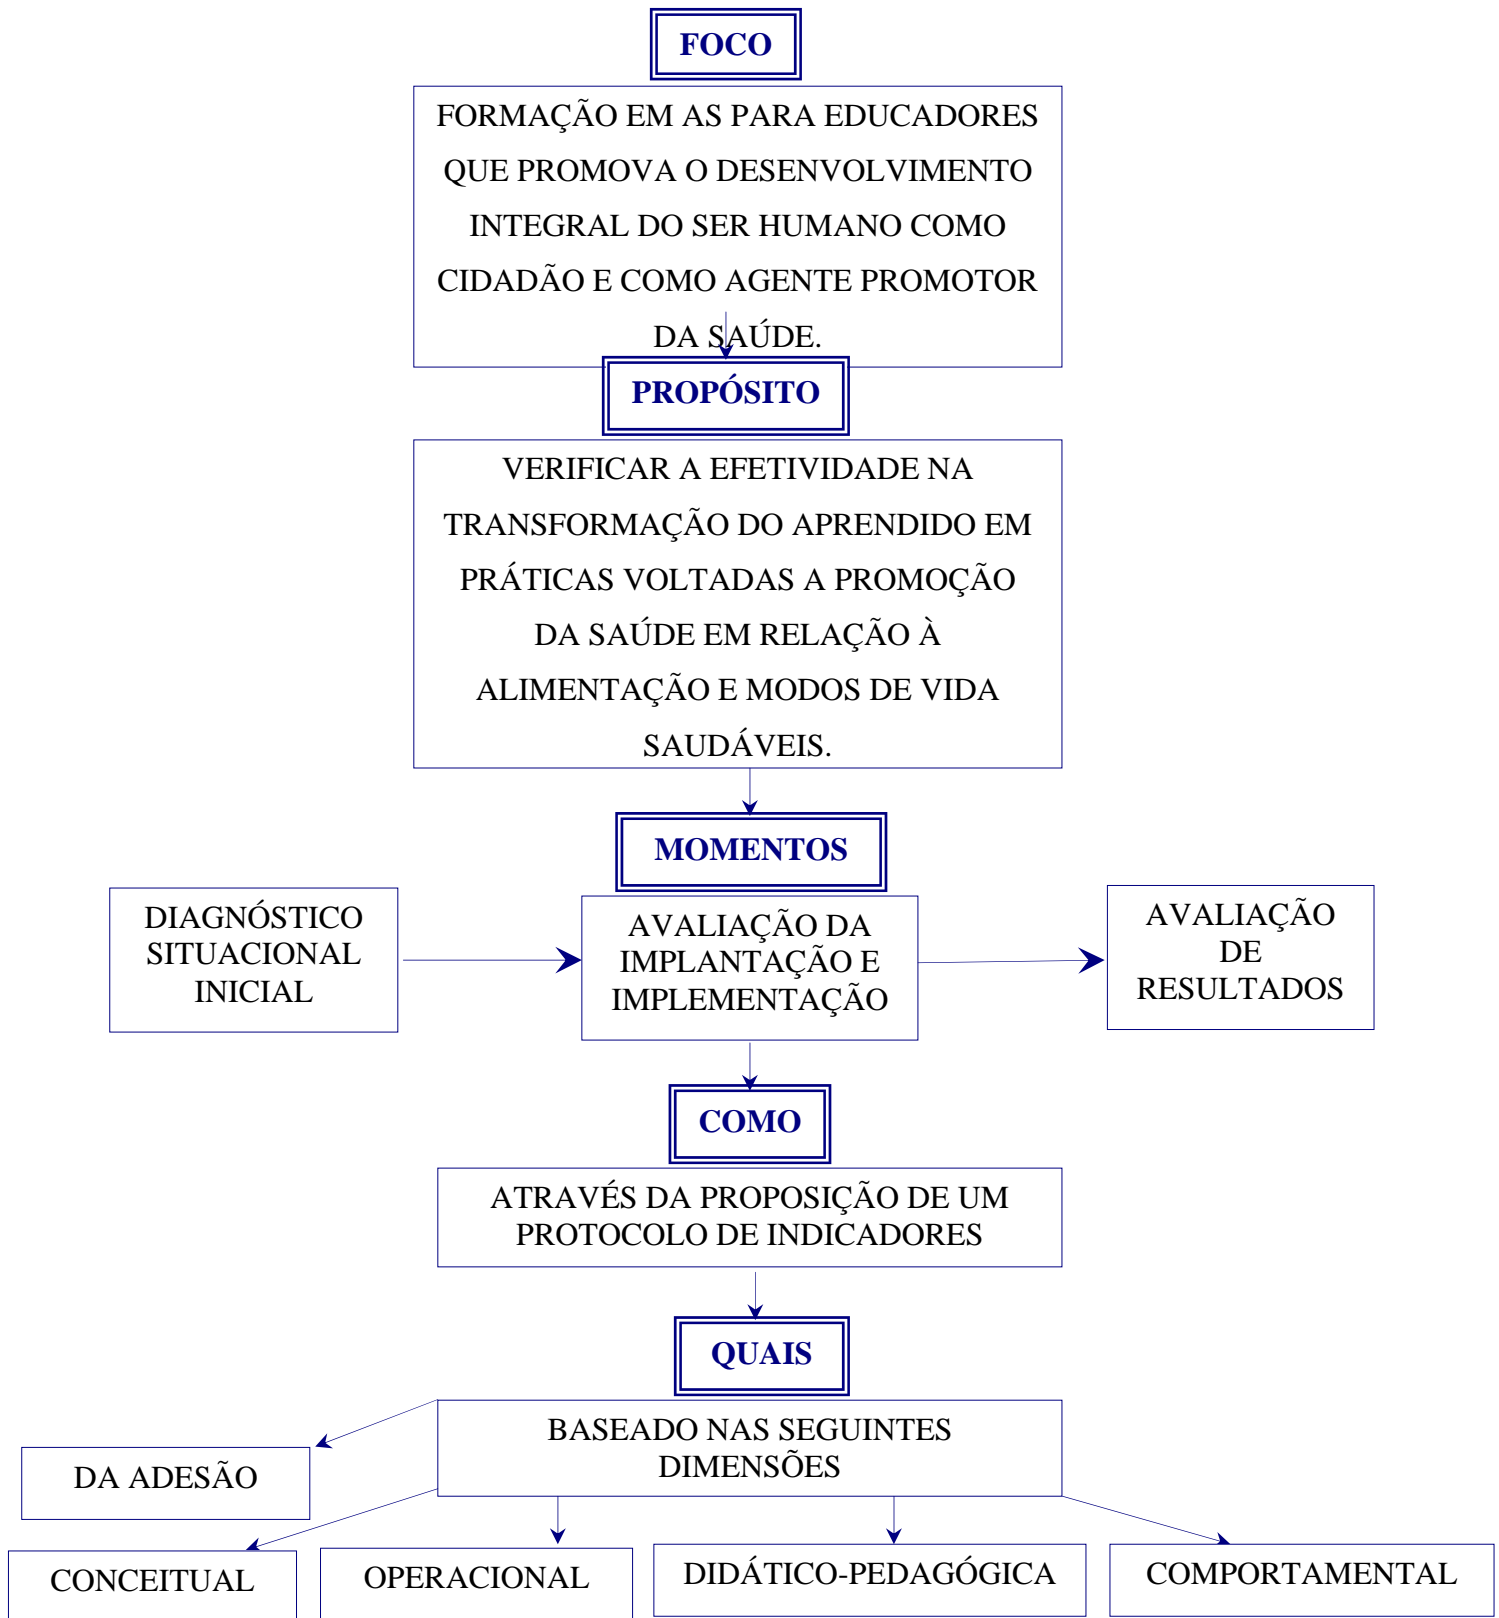 FOCO
FORMAÇÃO EM AS PARA EDUCADORES
QUE PROMOVA O DESENVOLVIMENTO
INTEGRAL DO SER HUMANO COMO
CIDADÃO E COMO AGENTE PROMOTOR
DA SAÚDE.
PROPÓSITO
VERIFICAR A EFETIVIDADE NA
TRANSFORMAÇÃO DO APRENDIDO EM
PRÁTICAS VOLTADAS A PROMOÇÃO
DA SAÚDE EM RELAÇÃO À
ALIMENTAÇÃO E MODOS DE VIDA
SAUDÁVEIS.
MOMENTOS
DIAGNÓSTICO
SITUACIONAL
INICIAL
AVALIAÇÃO DA
IMPLANTAÇÃO E
IMPLEMENTAÇÃO
AVALIAÇÃO
DE
RESULTADOS
COMO
ATRAVÉS DA PROPOSIÇÃO DE UM
PROTOCOLO DE INDICADORES
QUAIS
BASEADO NAS SEGUINTES
DIMENSÕES
DA ADESÃO
CONCEITUAL
OPERACIONAL
DIDÁTICO-PEDAGÓGICA
COMPORTAMENTAL